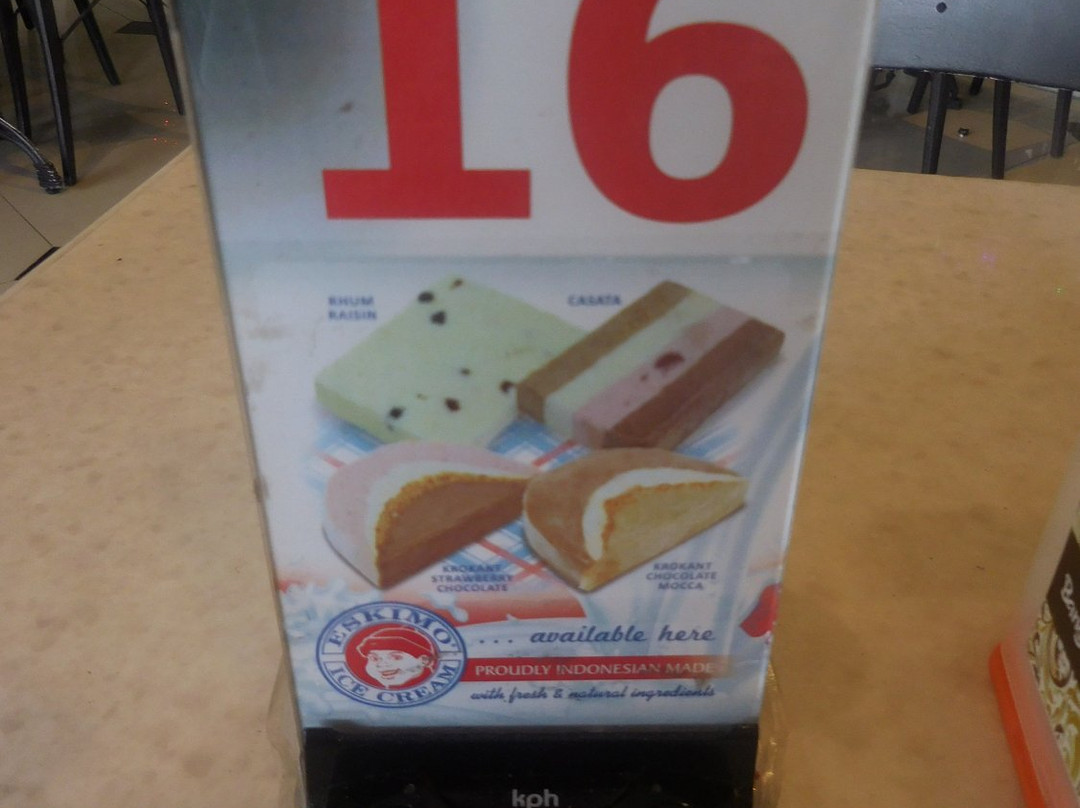 16
RHUM
RAISIN
CASATA
KROKANT
STRAWBERRY
CHOCOLATE
KROKANT
CHOCOLATE
MOCCA
ESKIMO
ICE CREAM
... available here
PROUDLY INDONESIAN MADE
with fresh & natural ingredients
kph